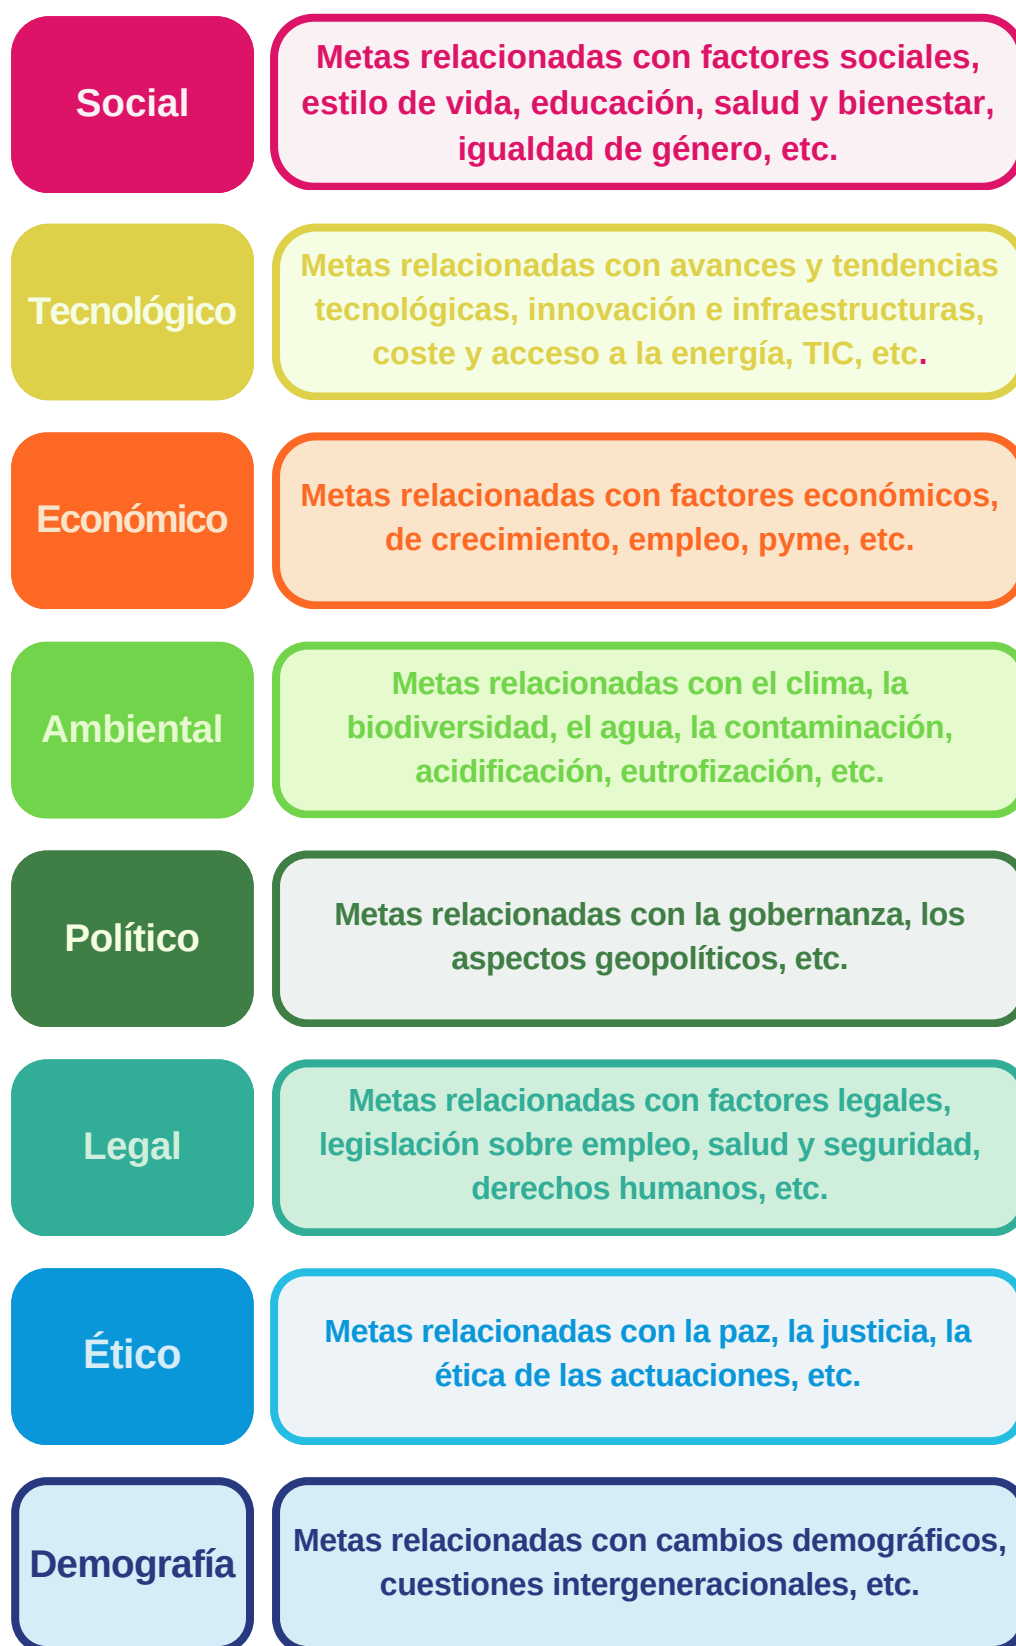 Social
Metas relacionadas con factores sociales,
estilo de vida, educación, salud y bienestar,
igualdad de género, etc.
Tecnológico
Metas relacionadas con avances y tendencias
tecnológicas, innovación e infraestructuras,
coste y acceso a la energía, TIC, etc.
Económico
Metas relacionadas con factores económicos,
de crecimiento, empleo, pyme, etc.
Ambiental
Metas relacionadas con el clima, la
biodiversidad, el agua, la contaminación,
acidificación, eutrofización, etc.
Político
Metas relacionadas con la gobernanza, los
aspectos geopolíticos, etc.
Legal
Metas relacionadas con factores legales,
legislación sobre empleo, salud y seguridad,
derechos humanos, etc.
Ético
Metas relacionadas con la paz, la justicia, la
ética de las actuaciones, etc.
Demografía
Metas relacionadas con cambios demográficos,
cuestiones intergeneracionales, etc.